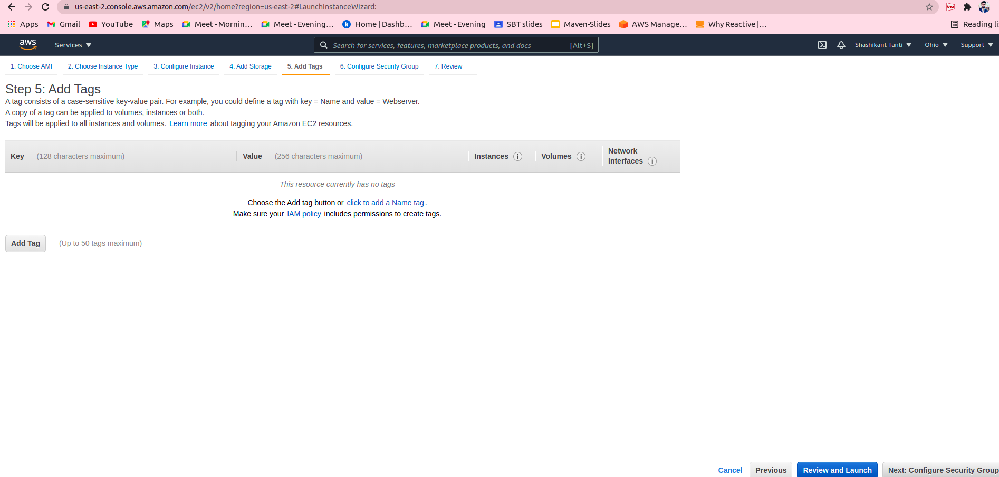 us-east-2.console.aws.amazon.com/ec2/v2/home?region=us-east-2#LaunchInstanceWizard:
VM
Apps Gmail YouTube Maps Meet - Mornin… Meet - Evening… Home | Dashb… Meet - Evening SBT slides Maven-Slides AWS Manage… Why Reactive |… Reading li
aws Services Search for services, features, marketplace products, and docs [Alt+S] Shashikant Tanti Ohio Support
1. Choose AMI 2. Choose Instance Type 3. Configure Instance 4. Add Storage 5. Add Tags 6. Configure Security Group 7. Review
Step 5: Add Tags
A tag consists of a case-sensitive key-value pair. For example, you could define a tag with key = Name and value = Webserver.
A copy of a tag can be applied to volumes, instances or both.
Tags will be applied to all instances and volumes. Learn more about tagging your Amazon EC2 resources.
Key (128 characters maximum) Value (256 characters maximum) Instances Volumes Network
Interfaces
This resource currently has no tags
Choose the Add tag button or click to add a Name tag.
Make sure your IAM policy includes permissions to create tags.
Add Tag (Up to 50 tags maximum)
Cancel Previous Review and Launch Next: Configure Security Group